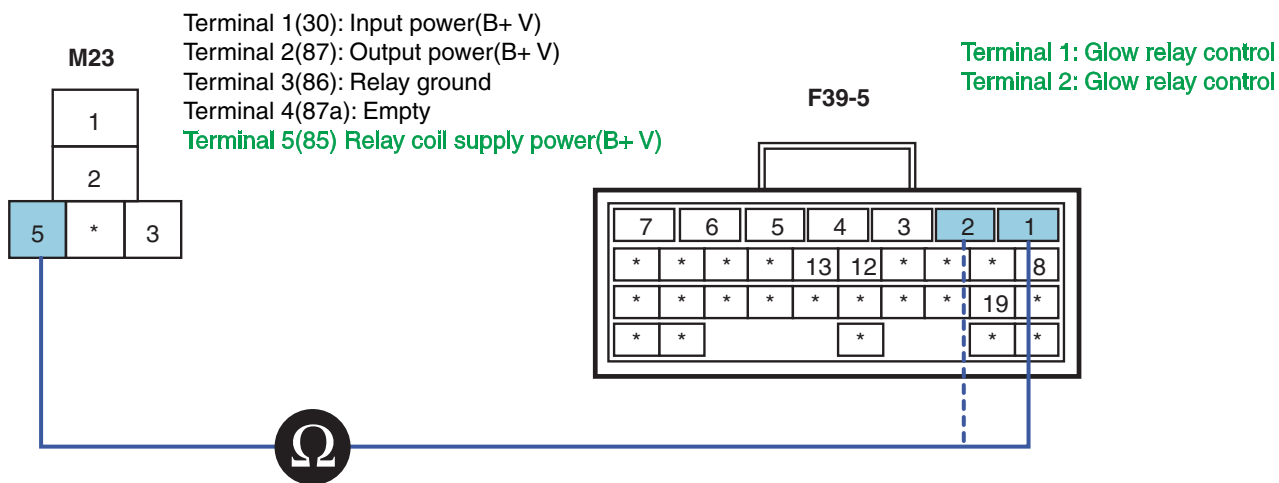 Terminal 1(30): Input power(B+ V)
M23
Terminal 2(87): Output power(B+ V)
Terminal 3(86): Relay ground
Terminal 4(87a): Empty
Terminal 5(85) Relay coil supply power(B+ V)
Terminal 1: Glow relay control
Terminal 2: Glow relay control
F39-5
1
2
5 * 3
7 6 5 4 3 2 1
* * * * 13 12 * * * 8
* * * * * * * * 19 *
* * * * *
Ω